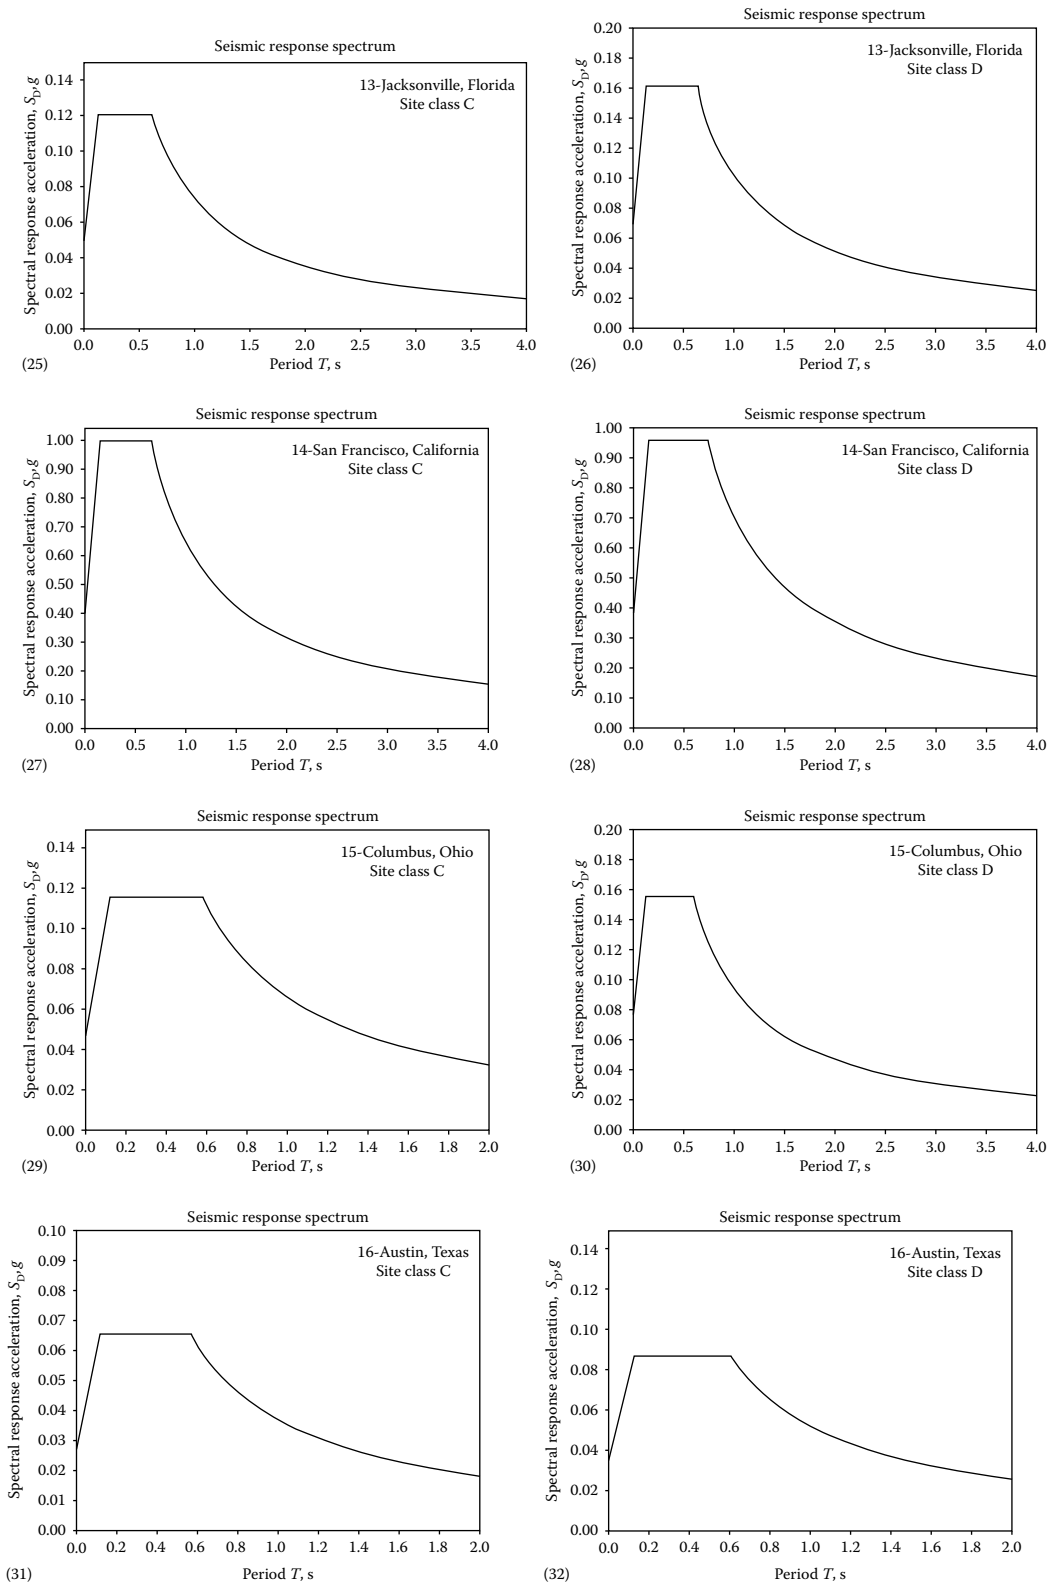 Seismic response spectrum
Spectral response acceleration, S_D, g
0.14
0.12
0.10
0.08
0.06
0.04
0.02
0.00
13-Jacksonville, Florida
Site class C
0.0 0.5 1.0 1.5 2.0 2.5 3.0 3.5 4.0
Period T, s
(25)
Seismic response spectrum
Spectral response acceleration, S_D, g
0.20
0.18
0.16
0.14
0.12
0.10
0.08
0.06
0.04
0.02
0.00
13-Jacksonville, Florida
Site class D
0.0 0.5 1.0 1.5 2.0 2.5 3.0 3.5 4.0
Period T, s
(26)
Seismic response spectrum
Spectral response acceleration, S_D, g
1.00
0.90
0.80
0.70
0.60
0.50
0.40
0.30
0.20
0.10
0.00
14-San Francisco, California
Site class C
0.0 0.5 1.0 1.5 2.0 2.5 3.0 3.5 4.0
Period T, s
(27)
Seismic response spectrum
Spectral response acceleration, S_D, g
1.00
0.90
0.80
0.70
0.60
0.50
0.40
0.30
0.20
0.10
0.00
14-San Francisco, California
Site class D
0.0 0.5 1.0 1.5 2.0 2.5 3.0 3.5 4.0
Period T, s
(28)
Seismic response spectrum
Spectral response acceleration, S_D, g
0.14
0.12
0.10
0.08
0.06
0.04
0.02
0.00
15-Columbus, Ohio
Site class C
0.0 0.2 0.4 0.6 0.8 1.0 1.2 1.4 1.6 1.8 2.0
Period T, s
(29)
Seismic response spectrum
Spectral response acceleration, S_D, g
0.20
0.18
0.16
0.14
0.12
0.10
0.08
0.06
0.04
0.02
0.00
15-Columbus, Ohio
Site class D
0.0 0.5 1.0 1.5 2.0 2.5 3.0 3.5 4.0
Period T, s
(30)
Seismic response spectrum
Spectral response acceleration, S_D, g
0.10
0.09
0.08
0.07
0.06
0.05
0.04
0.03
0.02
0.01
0.00
16-Austin, Texas
Site class C
0.0 0.2 0.4 0.6 0.8 1.0 1.2 1.4 1.6 1.8 2.0
Period T, s
(31)
Seismic response spectrum
Spectral response acceleration, S_D, g
0.14
0.12
0.10
0.08
0.06
0.04
0.02
0.00
16-Austin, Texas
Site class D
0.0 0.2 0.4 0.6 0.8 1.0 1.2 1.4 1.6 1.8 2.0
Period T, s
(32)